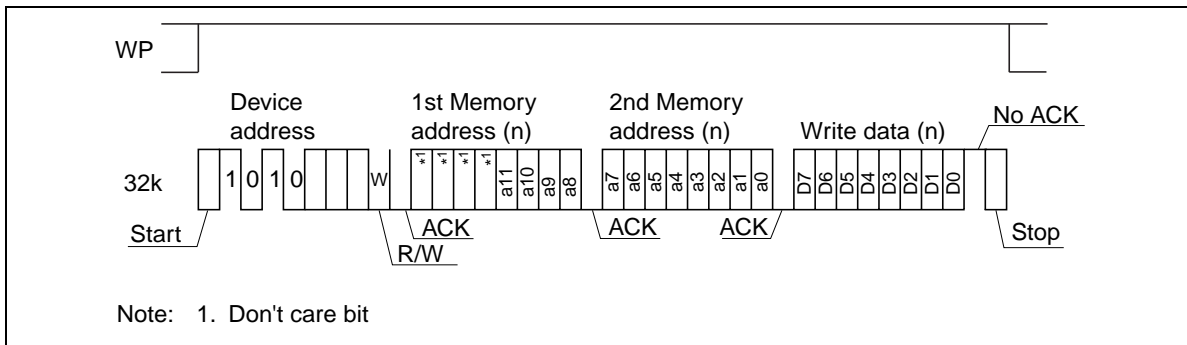 WP
Device
address
1st Memory
address (n)
2nd Memory
address (n)
Write data (n)
No ACK
32k
1 0 1 0 W *1 *1 *1 *1 a11 a10 a9 a8 a7 a6 a5 a4 a3 a2 a1 a0 D7 D6 D5 D4 D3 D2 D1 D0
Start
ACK
ACK
ACK
Stop
R/W
Note: 1. Don't care bit